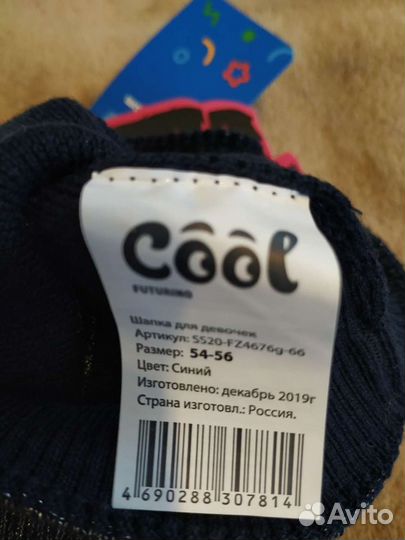 Cool
FUTURINO
Шапка для девочек
Артикул: SS20-FZ4676g-66
Размер: 54-56
Цвет: Синий
Изготовлено: декабрь 2019г
Страна изготовл.: Россия.
4 690288 307814
Avito